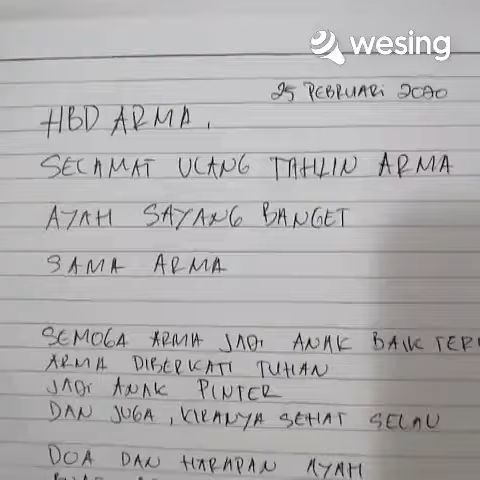 wesing
25 PEBRUARI 2020
HBD ARMA,
SELAMAT ULANG TAHUN ARMA
AYAH SAYANG BANGET
SAMA ARMA
SEMOGA ARMA JADI ANAK BAIK TER
ARMA DIBERKATI TUHAN
JADI ANAK PINTER
DAN JUGA, KIRANYA SEHAT SELALU
DOA DAN HARAPAN AYAH